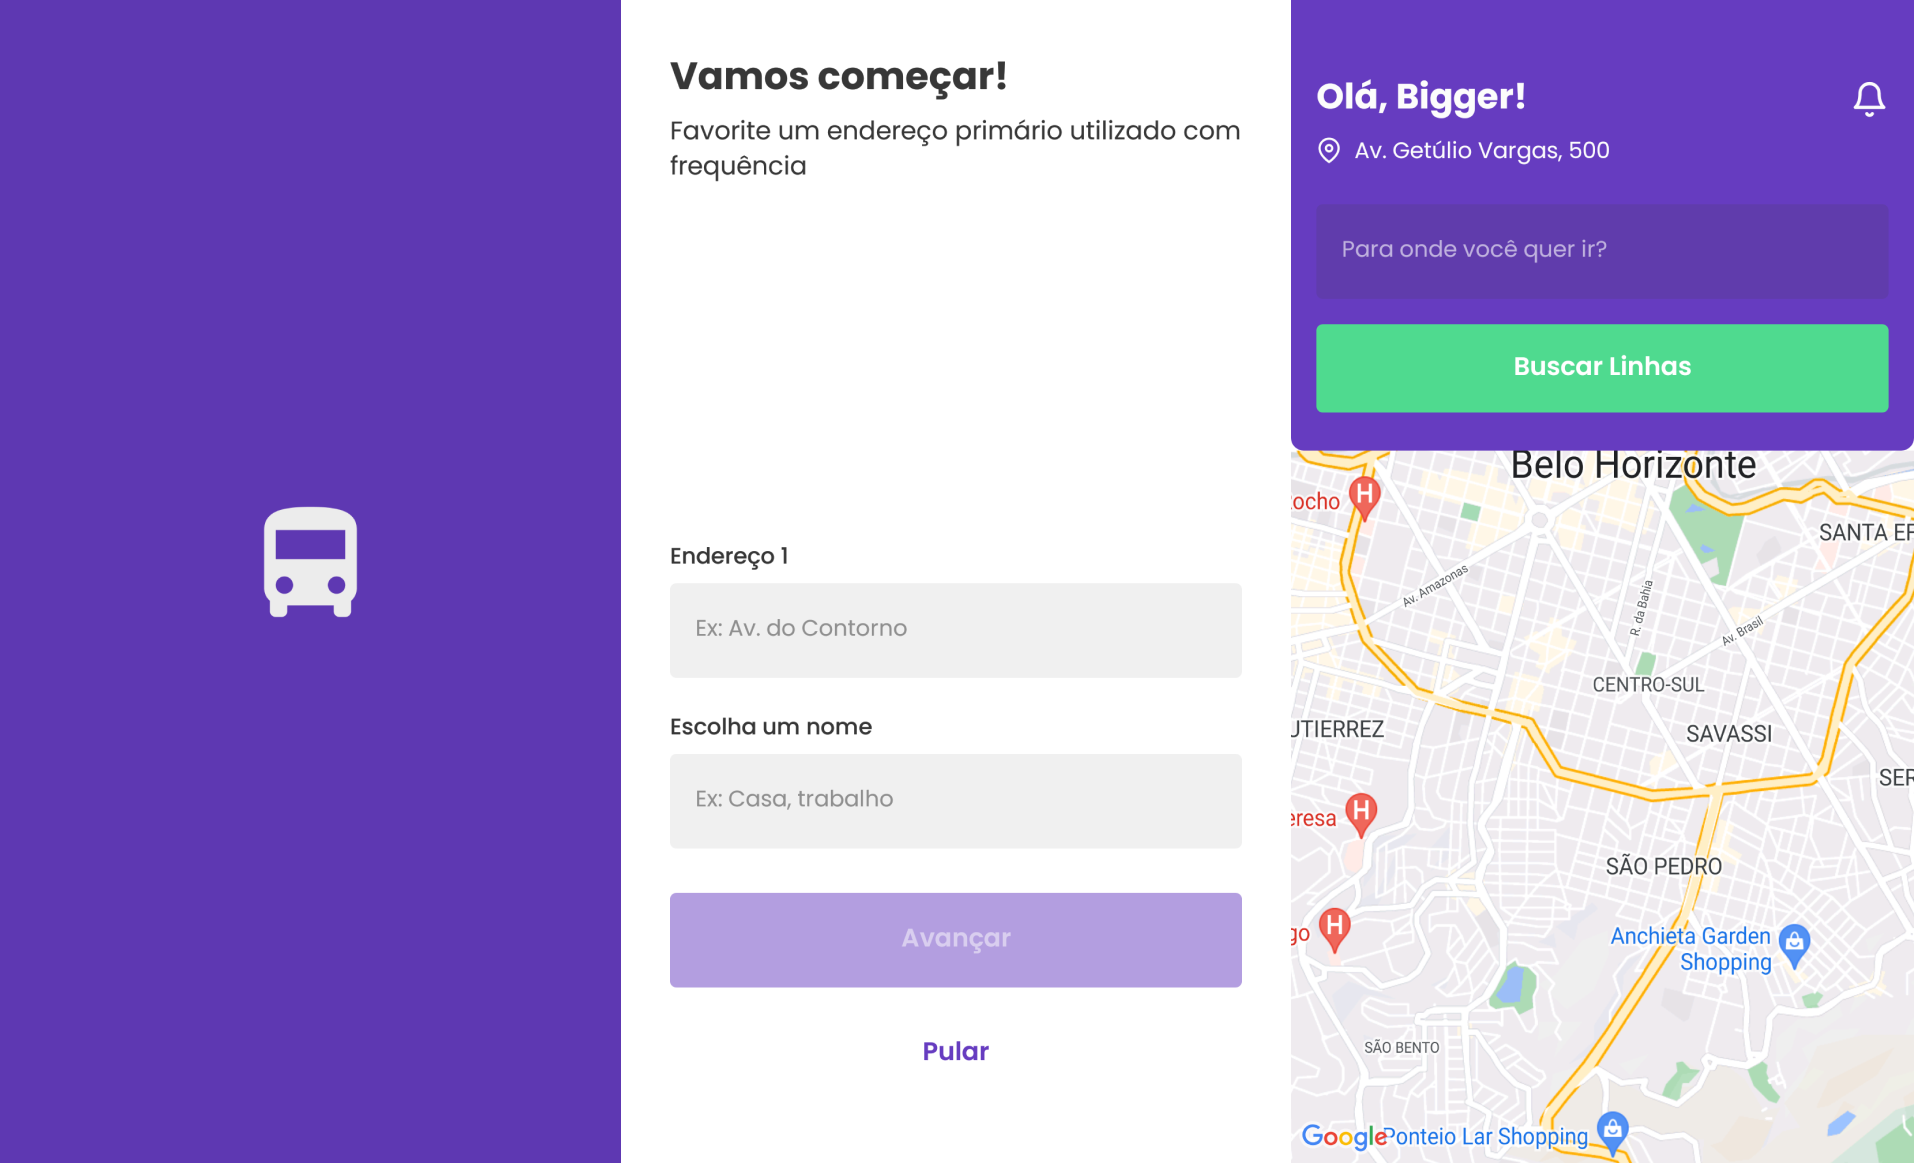 Vamos começar!
Favorite um endereço primário utilizado com
frequência
Endereço 1
Ex: Av. do Contorno
Escolha um nome
Ex: Casa, trabalho
Avançar
Pular
Olá, Bigger!
Av. Getúlio Vargas, 500
Para onde você quer ir?
Buscar Linhas
Belo Horizonte
ocho
H
SANTA EF
Av. Amazonas
R. da Bahia
Av. Brasil
CENTRO-SUL
UTIERREZ
SAVASSI
SER
eresa
H
SÃO PEDRO
go
H
Anchieta Garden
Shopping
SÃO BENTO
Google
Ponteio Lar Shopping